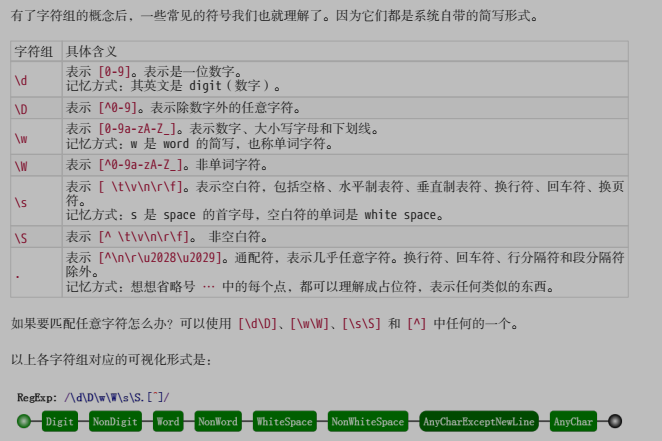 有了字符组的概念后，一些常见的符号我们也就理解了。因为它们都是系统自带的简写形式。
字符组 具体含义
\d 表示 [0-9]。表示是一位数字。
记忆方式：其英文是 digit（数字）。
\D 表示 [^0-9]。表示除数字外的任意字符。
\w 表示 [0-9a-zA-Z_]。表示数字、大小写字母和下划线。
记忆方式：w 是 word 的简写，也称单词字符。
\W 表示 [^0-9a-zA-Z_]。非单词字符。
\s 表示 [ \t\v\n\r\f]。表示空白符，包括空格、水平制表符、垂直制表符、换行符、回车符、换页
符。
记忆方式：s 是 space 的首字母，空白符的单词是 white space。
\S 表示 [^ \t\v\n\r\f]。 非空白符。
. 表示 [^\n\r\u2028\u2029]。通配符，表示几乎任意字符。换行符、回车符、行分隔符和段分隔符
除外。
记忆方式：想想省略号 … 中的每个点，都可以理解成占位符，表示任何类似的东西。
如果要匹配任意字符怎么办？可以使用 [\d\D]、[\w\W]、[\s\S] 和 [^] 中任何的一个。
以上各字符组对应的可视化形式是：
RegExp: /\d\D\w\W\s\S.[^]/
Digit NonDigit Word NonWord WhiteSpace NonWhiteSpace AnyCharExceptNewLine AnyChar